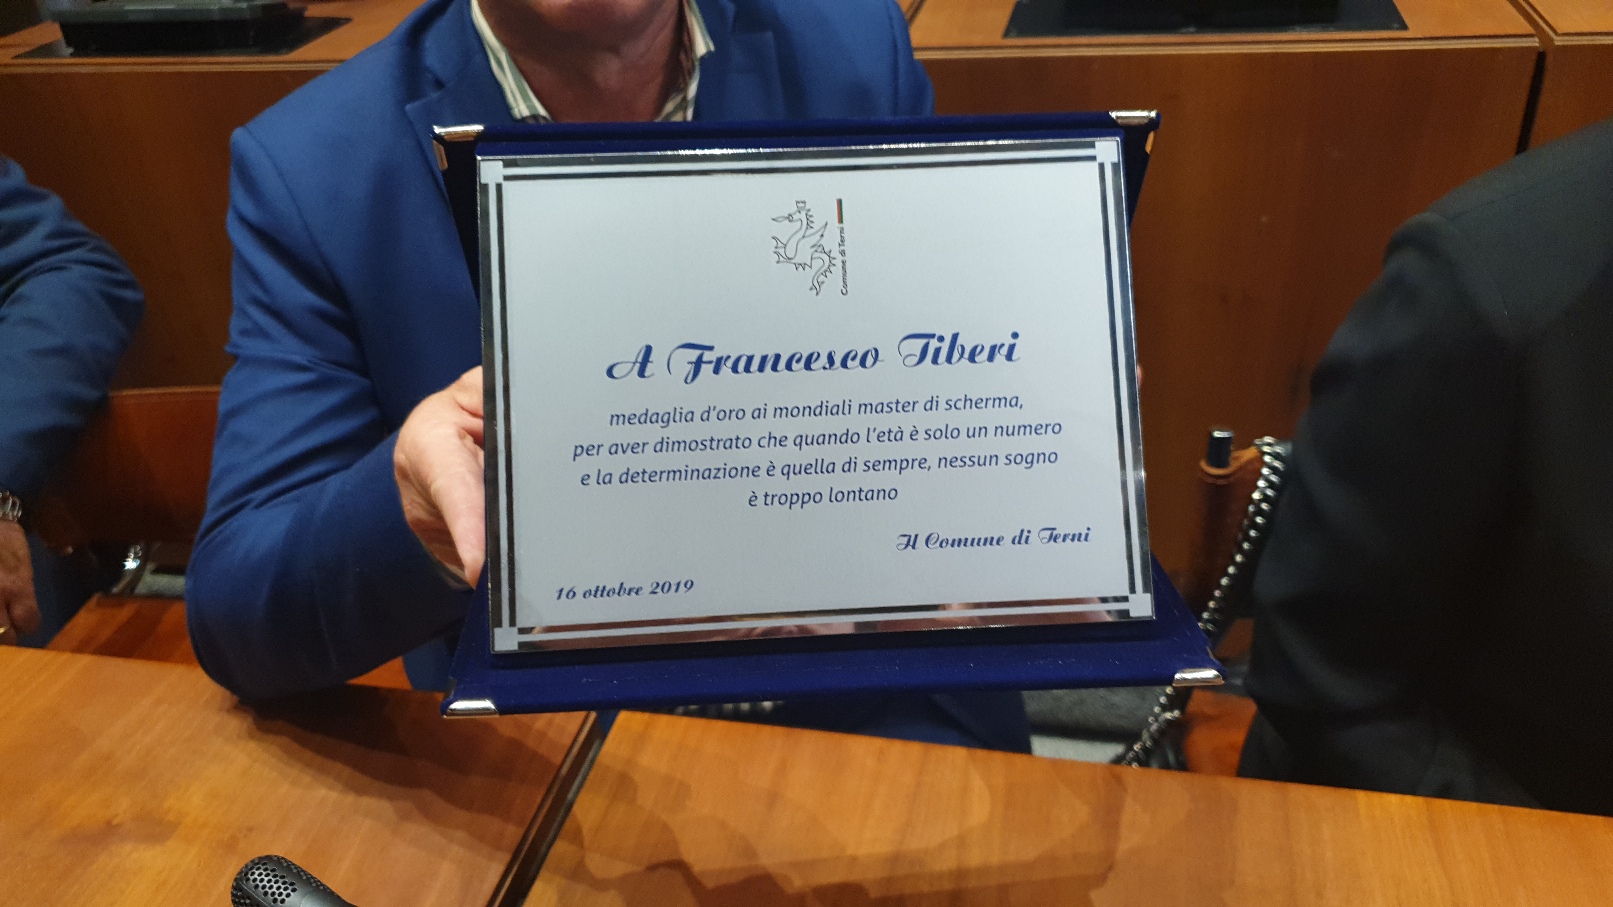 Comune di Terni
A Francesco Tiberi
medaglia d'oro ai mondiali master di scherma,
per aver dimostrato che quando l'età è solo un numero
e la determinazione è quella di sempre, nessun sogno
è troppo lontano
Il Comune di Terni
16 ottobre 2019